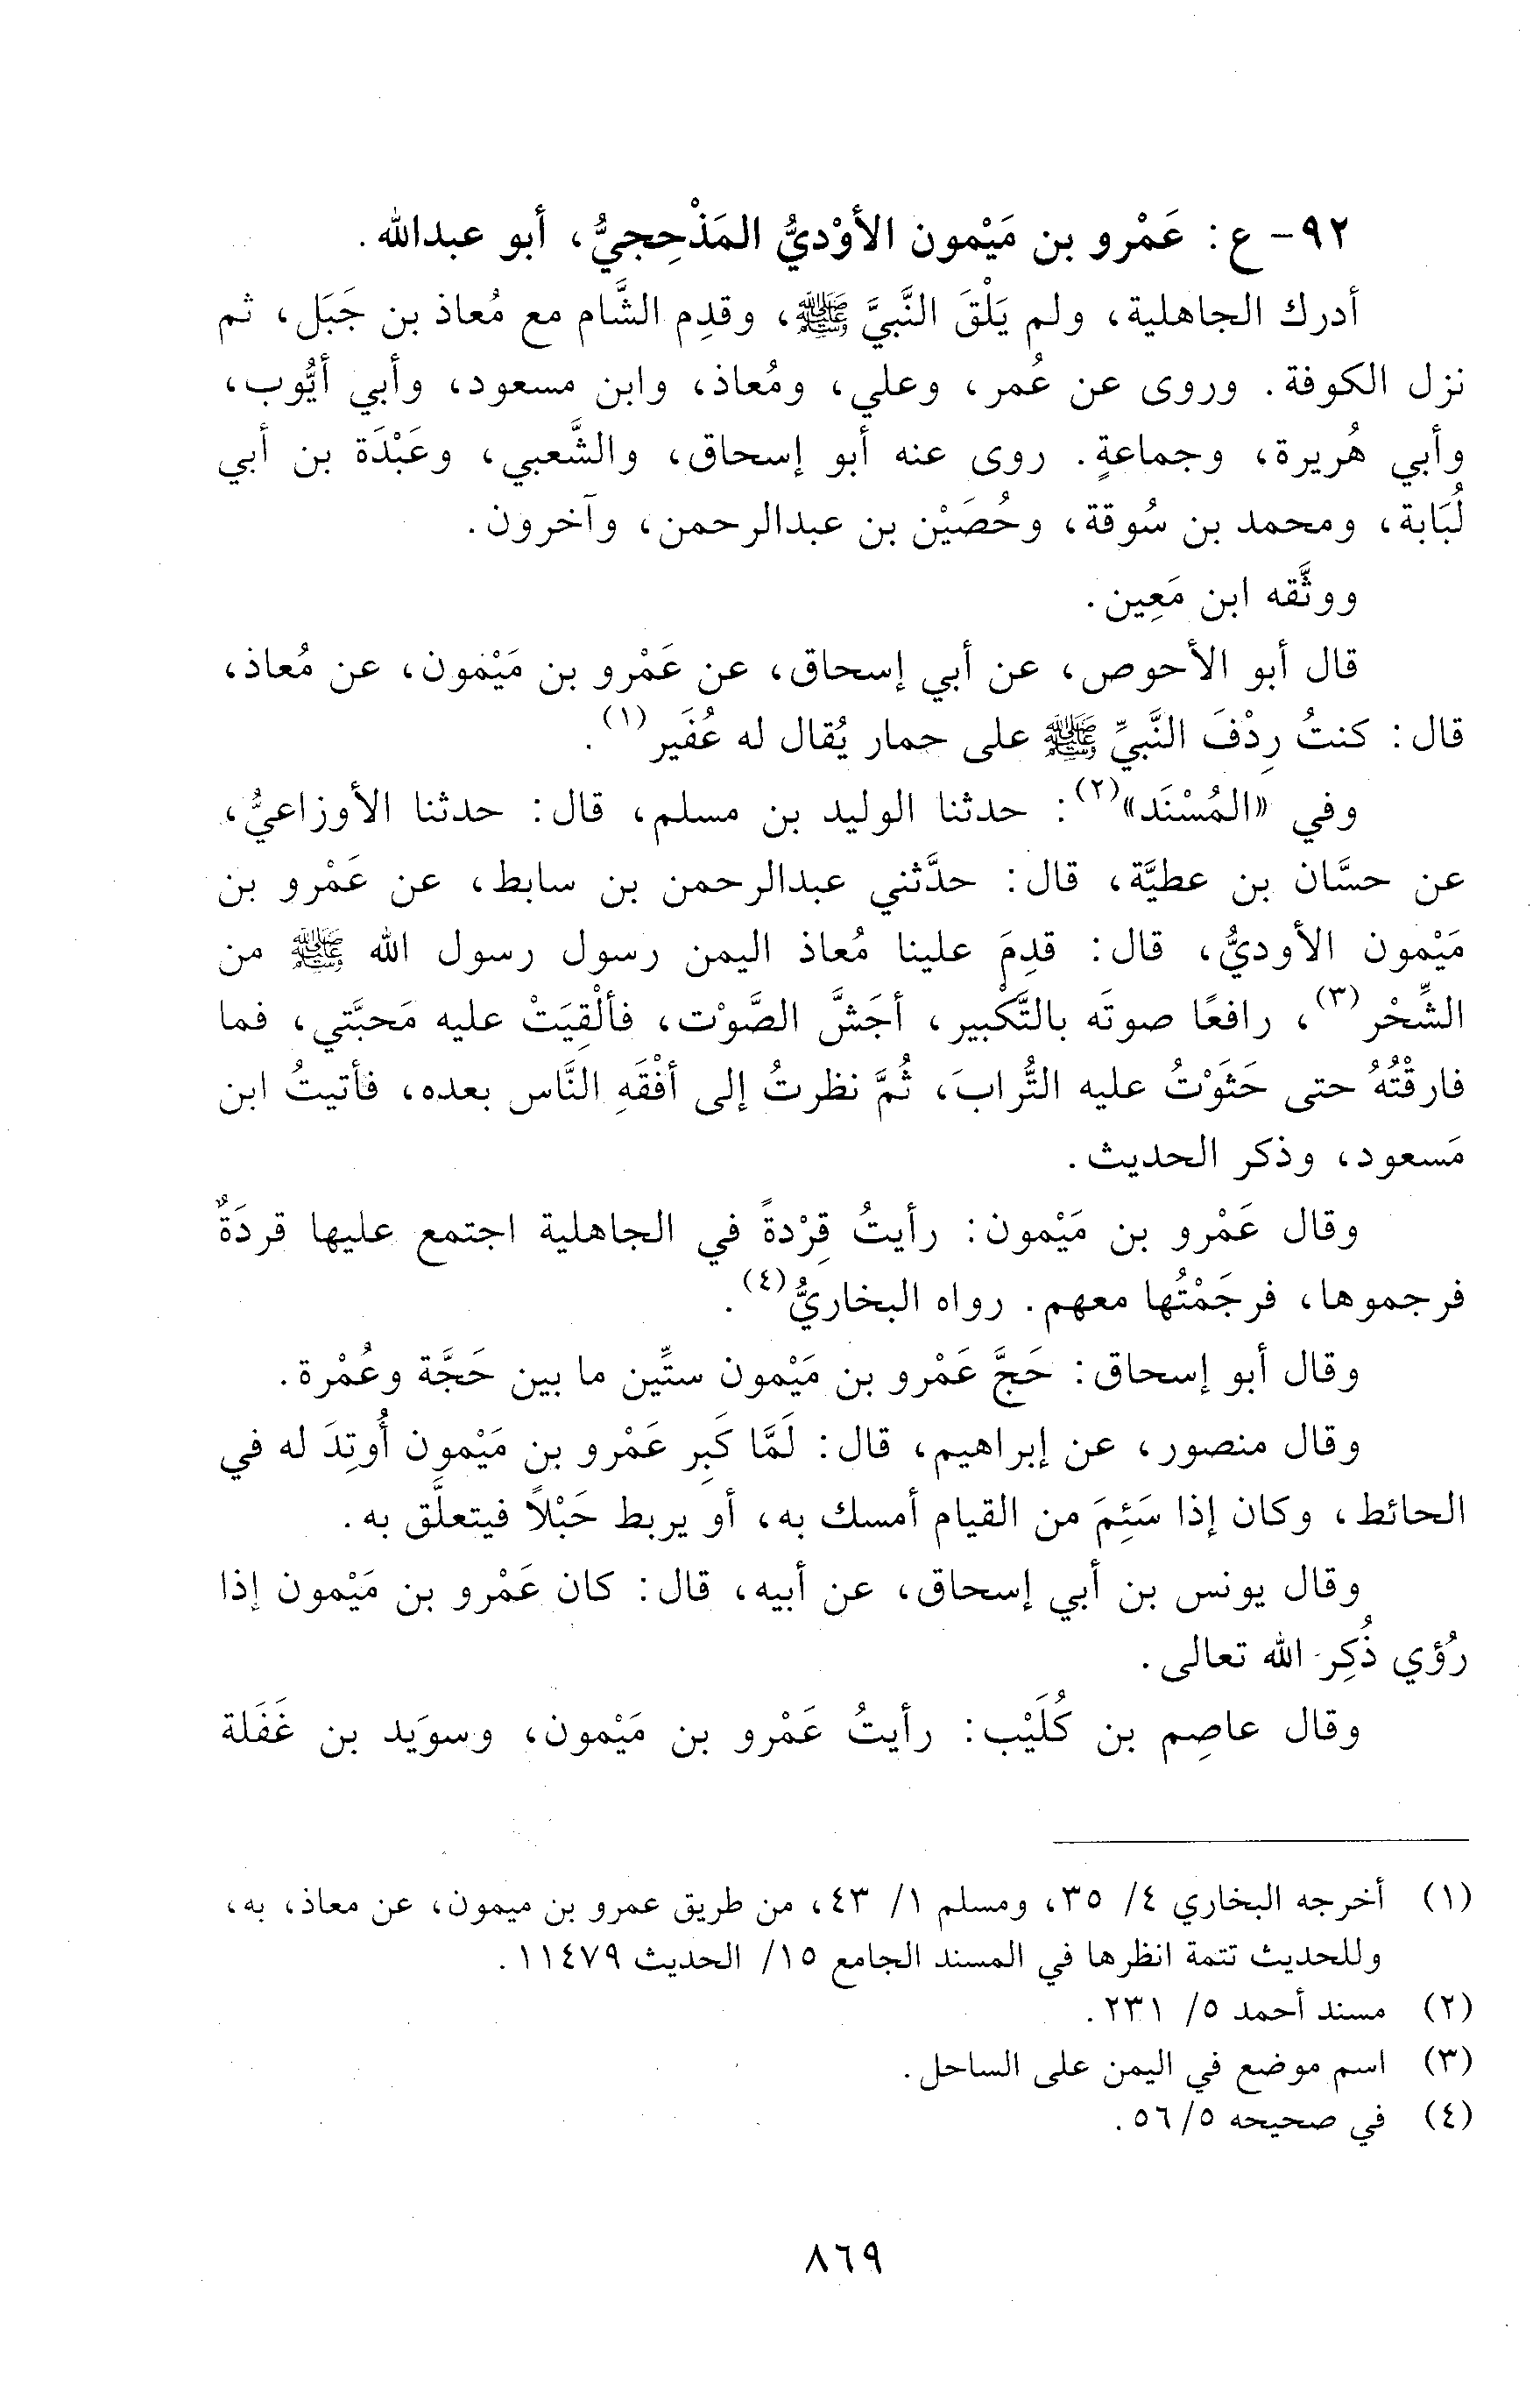 ٩٢- ع: عَمْرو بن مَيْمون الأوْديُّ المَذْحِجيُّ، أبو عبدالله.
أدرك الجاهلية، ولم يَلْقَ النَّبيَّ ﷺ، وقدِم الشَّام مع مُعاذ بن جَبَل، ثم
نزل الكوفة. وروى عن عُمر، وعلي، ومُعاذ، وابن مسعود، وأبي أيُّوب،
وأبي هُريرة، وجماعةٍ. روى عنه أبو إسحاق، والشَّعبي، وعَبْدَة بن أبي
لُبَابة، ومحمد بن سُوقة، وحُصَيْن بن عبدالرحمن، وآخرون.
ووثَّقه ابن مَعِين.
قال أبو الأحوص، عن أبي إسحاق، عن عَمْرو بن مَيْمون، عن مُعاذ،
قال: كنتُ رِدْفَ النَّبيِّ ﷺ على حمار يُقال له عُفَير(١).
وفي «المُسْنَد»(٢): حدثنا الوليد بن مسلم، قال: حدثنا الأوزاعيُّ،
عن حسَّان بن عطيَّة، قال: حدَّثني عبدالرحمن بن سابط، عن عَمْرو بن
مَيْمون الأوديُّ، قال: قدِمَ علينا مُعاذ اليمن رسول رسول الله ﷺ من
الشِّحْر(٣)، رافعًا صوتَه بالتَّكْبير، أجَشَّ الصَّوْت، فألْقِيَتْ عليه مَحبَّتي، فما
فارقْتُهُ حتى حَثَوْتُ عليه التُّرابَ، ثُمَّ نظرتُ إلى أفْقَهِ النَّاس بعده، فأتيتُ ابن
مَسعود، وذكر الحديث.
وقال عَمْرو بن مَيْمون: رأيتُ قِرْدةً في الجاهلية اجتمع عليها قردَةٌ
فرجموها، فرجَمْتُها معهم. رواه البخاريُّ(٤).
وقال أبو إسحاق: حَجَّ عَمْرو بن مَيْمون ستِّين ما بين حَجَّة وعُمْرة.
وقال منصور، عن إبراهيم، قال: لَمَّا كَبِر عَمْرو بن مَيْمون أُوتِدَ له في
الحائط، وكان إذا سَئِمَ من القيام أمسك به، أو يربط حَبْلاً فيتعلَّق به.
وقال يونس بن أبي إسحاق، عن أبيه، قال: كان عَمْرو بن مَيْمون إذا
رُؤي ذُكِر الله تعالى.
وقال عاصِم بن كُلَيْب: رأيتُ عَمْرو بن مَيْمون، وسوَيد بن غَفَلة
(١) أخرجه البخاري ٤/ ٣٥، ومسلم ١/ ٤٣، من طريق عمرو بن ميمون، عن معاذ، به،
وللحديث تتمة انظرها في المسند الجامع ١٥/ الحديث ١١٤٧٩.
(٢) مسند أحمد ٥/ ٢٣١.
(٣) اسم موضع في اليمن على الساحل.
(٤) في صحيحه ٥/ ٥٦.
٨٦٩